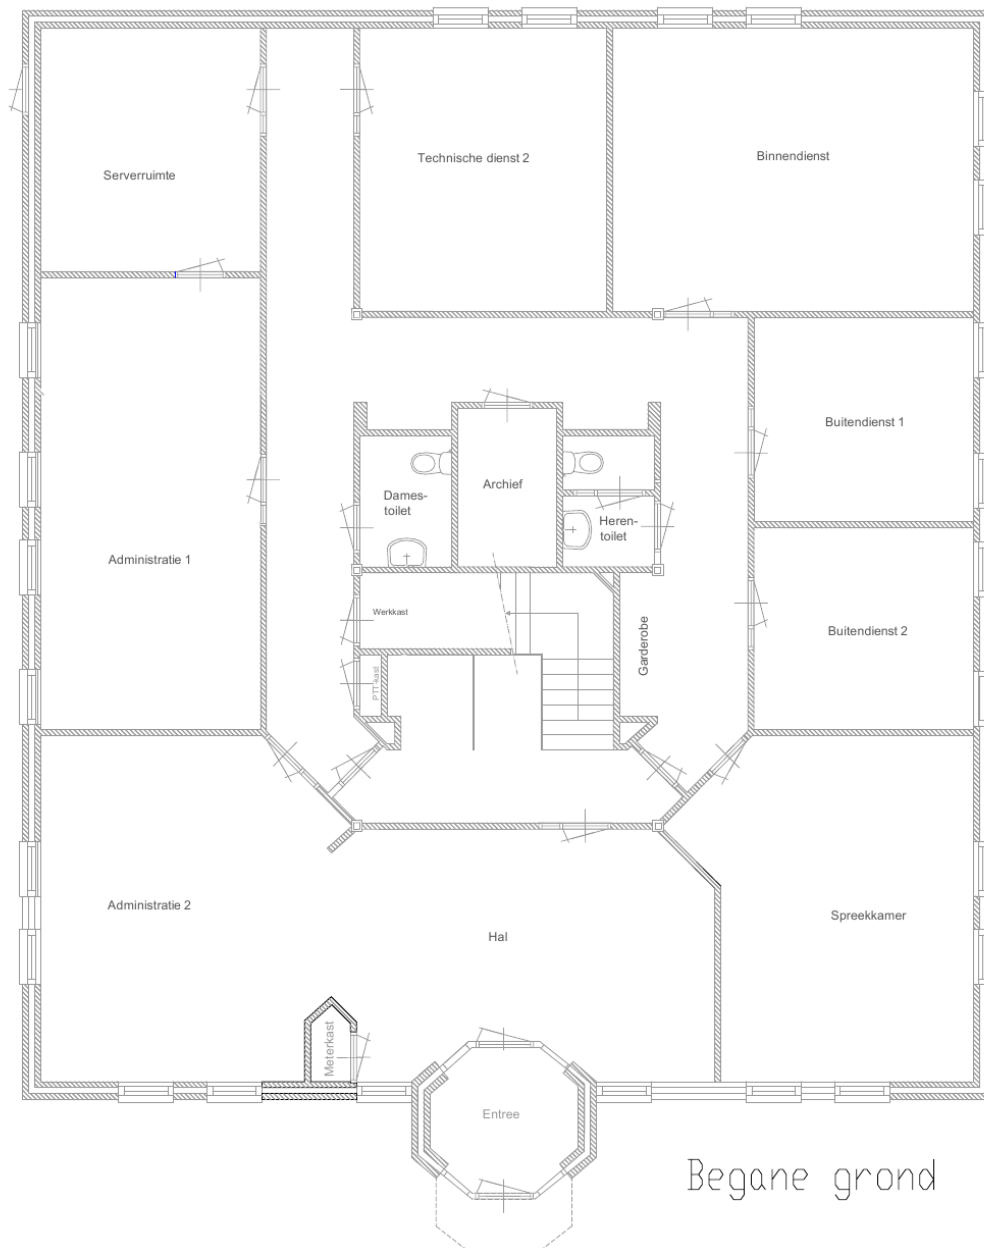 Technische dienst 2
Binnendienst
Serverruimte
Buitendienst 1
Archief
Dames-
toilet
Heren-
toilet
Administratie 1
Werkkast
Garderobe
Buitendienst 2
PTT-kast
Administratie 2
Spreekkamer
Hal
Meterkast
Entree
Begane grond